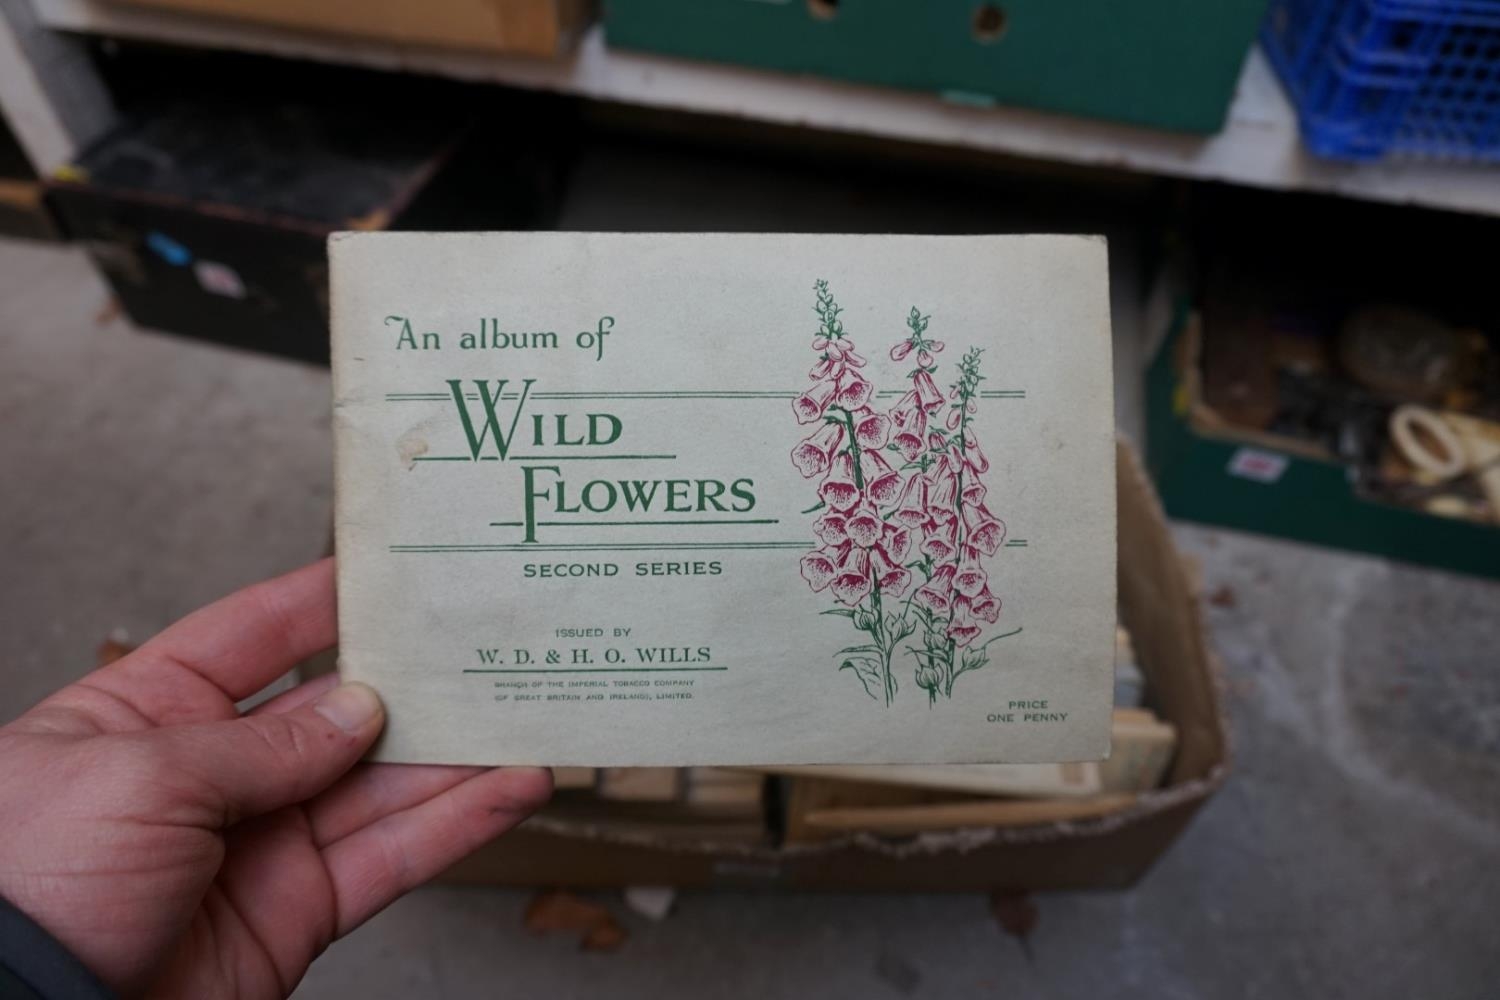 An album of
WILD
FLOWERS
SECOND SERIES
ISSUED BY
W. D. & H. O. WILLS
BRANCH OF THE IMPERIAL TOBACCO COMPANY
(OF GREAT BRITAIN AND IRELAND), LIMITED.
PRICE
ONE PENNY